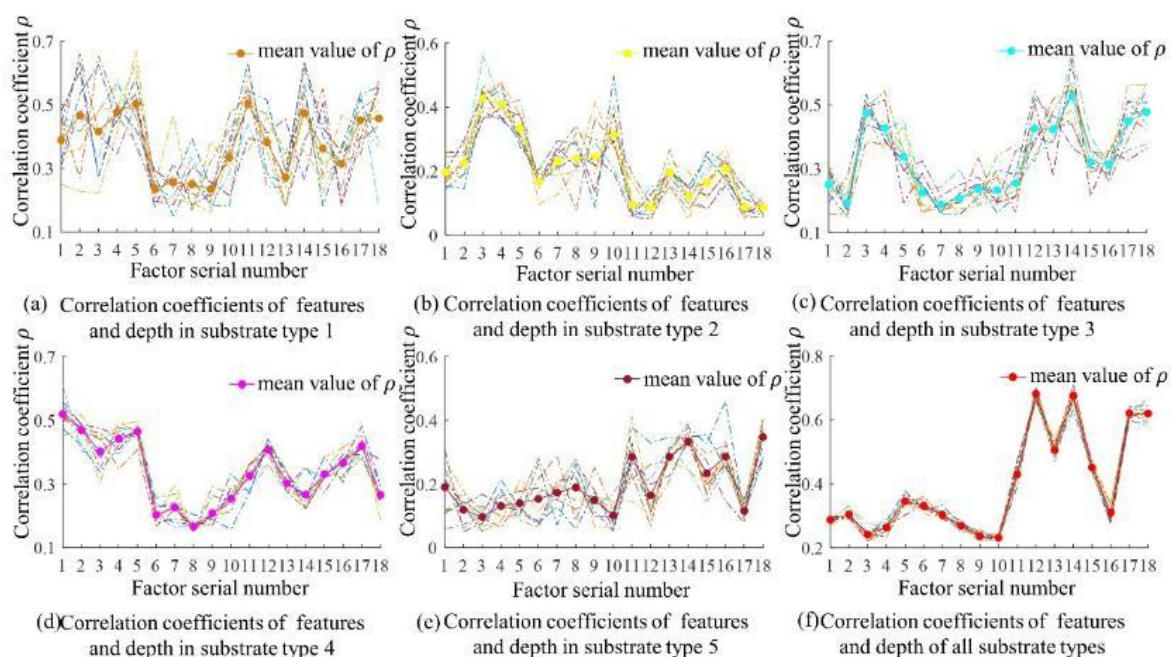 Correlation coefficient ρ
0.7
0.5
0.3
0.1
mean value of ρ
1 2 3 4 5 6 7 8 9 10 11 12 13 14 15 16 17 18
Factor serial number
(a) Correlation coefficients of features
and depth in substrate type 1
Correlation coefficient ρ
0.6
0.4
0.2
0
mean value of ρ
1 2 3 4 5 6 7 8 9 10 11 12 13 14 15 16 17 18
Factor serial number
(b) Correlation coefficients of features
and depth in substrate type 2
Correlation coefficient ρ
0.7
0.5
0.3
0.1
mean value of ρ
1 2 3 4 5 6 7 8 9 10 11 12 13 14 15 16 17 18
Factor serial number
(c) Correlation coefficients of features
and depth in substrate type 3
Correlation coefficient ρ
0.7
0.5
0.3
0.1
mean value of ρ
1 2 3 4 5 6 7 8 9 10 11 12 13 14 15 16 17 18
Factor serial number
(d) Correlation coefficients of features
and depth in substrate type 4
Correlation coefficient ρ
0.6
0.4
0.2
0
mean value of ρ
1 2 3 4 5 6 7 8 9 10 11 12 13 14 15 16 17 18
Factor serial number
(e) Correlation coefficients of features
and depth in substrate type 5
Correlation coefficient ρ
0.8
0.6
0.4
0.2
mean value of ρ
1 2 3 4 5 6 7 8 9 10 11 12 13 14 15 16 17 18
Factor serial number
(f) Correlation coefficients of features
and depth of all substrate types